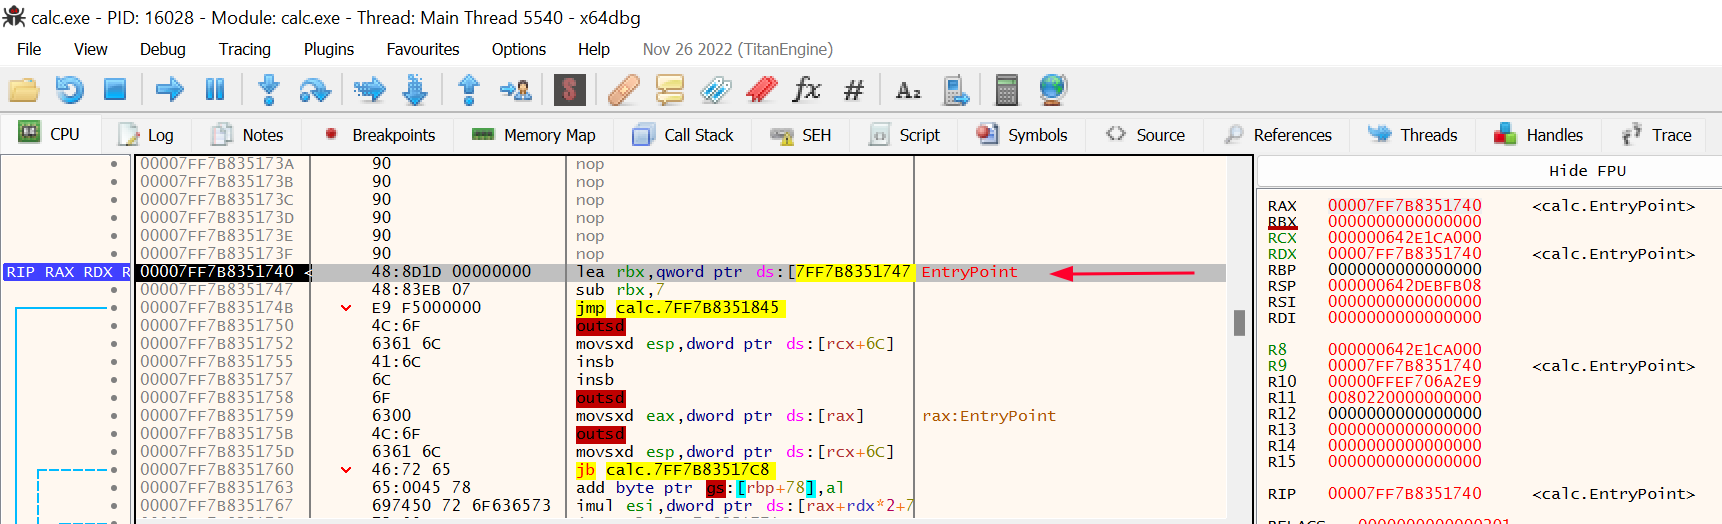 calc.exe - PID: 16028 - Module: calc.exe - Thread: Main Thread 5540 - x64dbg
File View Debug Tracing Plugins Favourites Options Help Nov 26 2022 (TitanEngine)
S fx # Az
CPU Log Notes Breakpoints Memory Map Call Stack SEH Script Symbols Source References Threads Handles Trace
00007FF7B835173A 90 nop
00007FF7B835173B 90 nop
00007FF7B835173C 90 nop
00007FF7B835173D 90 nop
00007FF7B835173E 90 nop
00007FF7B835173F 90 nop
RIP RAX RDX R 00007FF7B8351740 < 48:8D1D 00000000 lea rbx,qword ptr ds:[7FF7B8351747 EntryPoint
00007FF7B8351747 48:83EB 07 sub rbx,7
00007FF7B835174B E9 F5000000 jmp calc.7FF7B8351845
00007FF7B8351750 4C:6F outsd
00007FF7B8351752 6361 6C movsxd esp,dword ptr ds:[rcx+6C]
00007FF7B8351755 41:6C insb
00007FF7B8351757 6C insb
00007FF7B8351758 6F outsd
00007FF7B8351759 6300 movsxd eax,dword ptr ds:[rax] rax:EntryPoint
00007FF7B835175B 4C:6F outsd
00007FF7B835175D 6361 6C movsxd esp,dword ptr ds:[rcx+6C]
00007FF7B8351760 46:72 65 jb calc.7FF7B83517C8
00007FF7B8351763 65:0045 78 add byte ptr gs:[rbp+78],al
00007FF7B8351767 697450 72 6F636573 imul esi,dword ptr ds:[rax+rdx*2+7
Hide FPU
RAX 00007FF7B8351740 <calc.EntryPoint>
RBX 0000000000000000
RCX 000000642E1CA000
RDX 00007FF7B8351740 <calc.EntryPoint>
RBP 0000000000000000
RSP 000000642DEBFB08
RSI 0000000000000000
RDI 0000000000000000
R8 000000642E1CA000
R9 00007FF7B8351740 <calc.EntryPoint>
R10 00000FFEF706A2E9
R11 0080220000000000
R12 0000000000000000
R13 0000000000000000
R14 0000000000000000
R15 0000000000000000
RIP 00007FF7B8351740 <calc.EntryPoint>